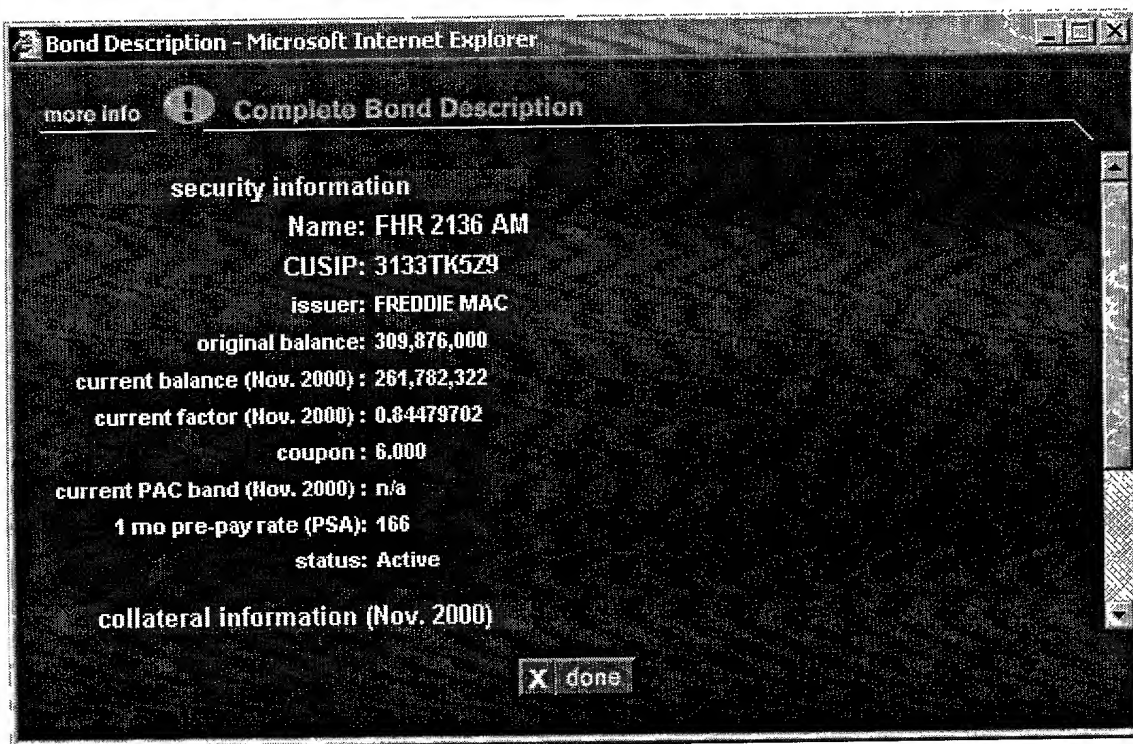 Bond Description - Microsoft Internet Explorer
more info ! Complete Bond Description
security information
Name: FHR 2136 AM
CUSIP: 3133TK5Z9
issuer: FREDDIE MAC
original balance: 309,876,000
current balance (Nov. 2000) : 261,782,322
current factor (Nov. 2000) : 0.84479702
coupon : 6.000
current PAC band (Nov. 2000) : n/a
1 mo pre-pay rate (PSA): 166
status: Active
collateral information (Nov. 2000)
X done